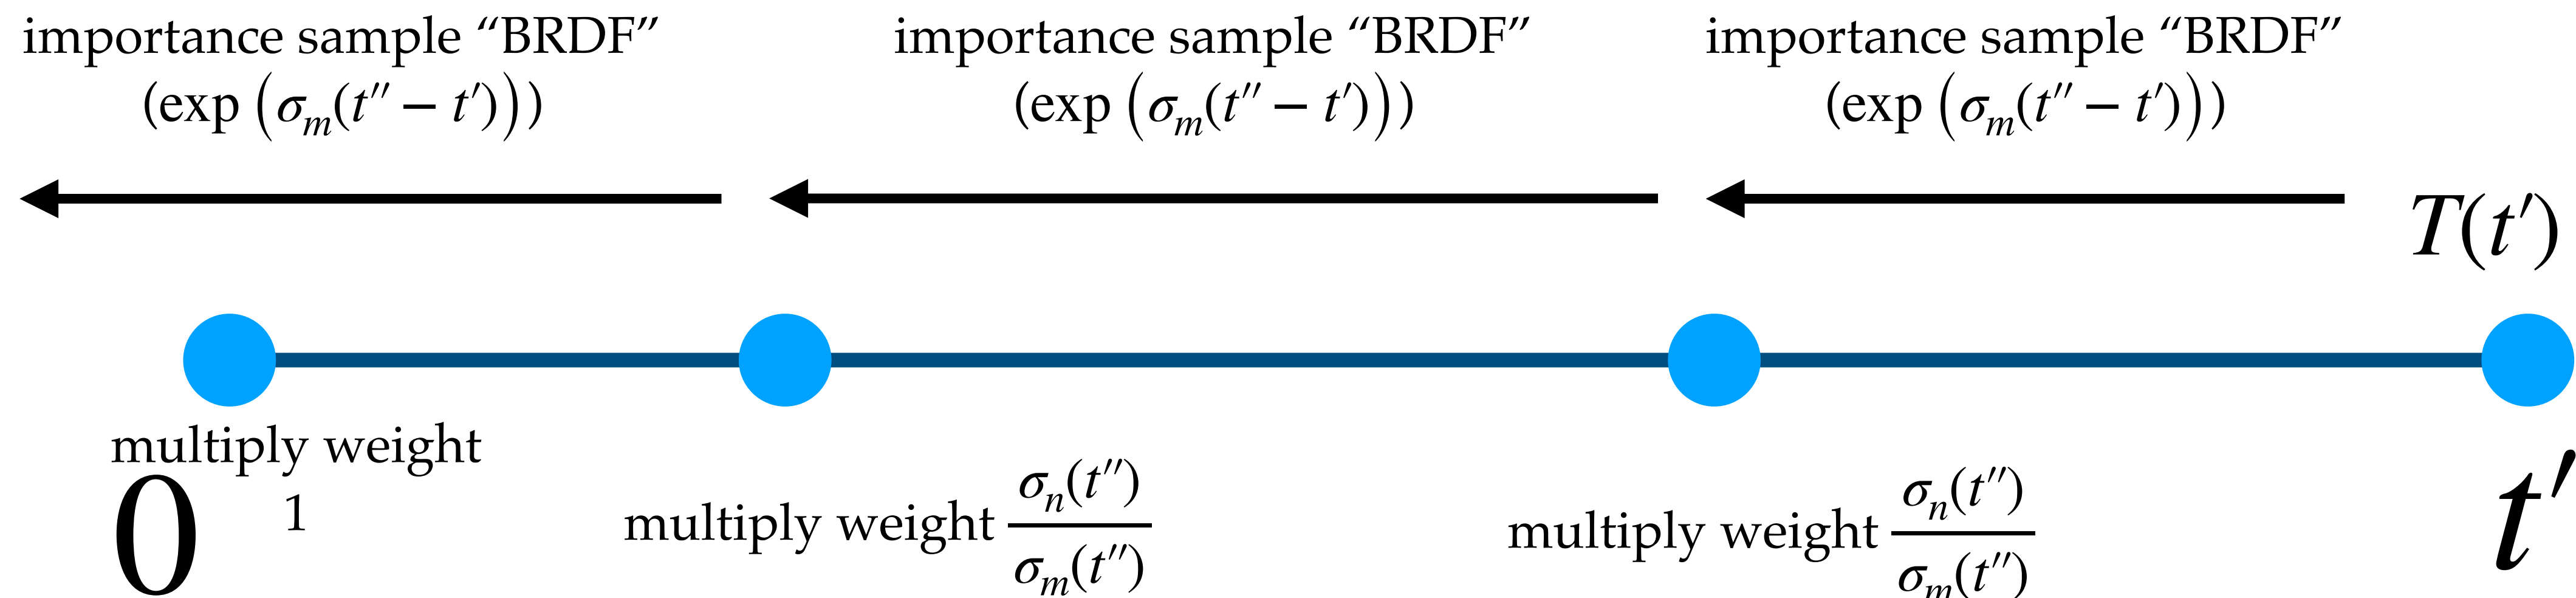 importance sample “BRDF” importance sample “BRDF” importance sample “BRDF”
(exp (σₘ(t″ − t′))) (exp (σₘ(t″ − t′))) (exp (σₘ(t″ − t′)))
T(t′)
multiply weight
1
0
multiply weight σₙ(t″)/σₘ(t″)
multiply weight σₙ(t″)/σₘ(t″)
t′